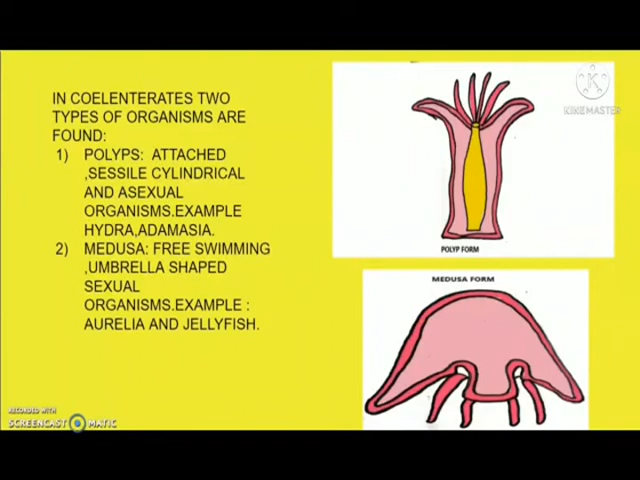 IN COELENTERATES TWO
TYPES OF ORGANISMS ARE
FOUND:
1) POLYPS: ATTACHED
,SESSILE CYLINDRICAL
AND ASEXUAL
ORGANISMS.EXAMPLE
HYDRA,ADAMASIA.
2) MEDUSA: FREE SWIMMING
,UMBRELLA SHAPED
SEXUAL
ORGANISMS.EXAMPLE :
AURELIA AND JELLYFISH.
K
KINEMASTER
POLYP FORM
MEDUSA FORM
RECORDED WITH
SCREENCAST MATIC